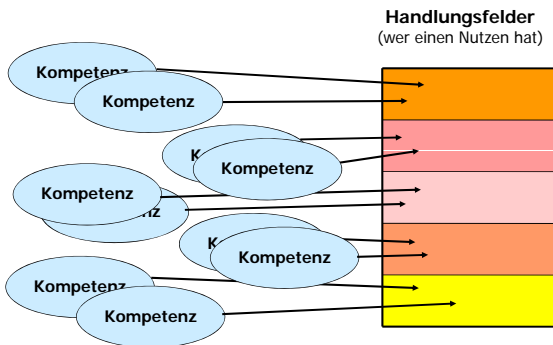 Handlungsfelder
(wer einen Nutzen hat)
Kompetenz
Kompetenz
Kompetenz
Kompetenz
Kompetenz
Kompetenz
Kompetenz